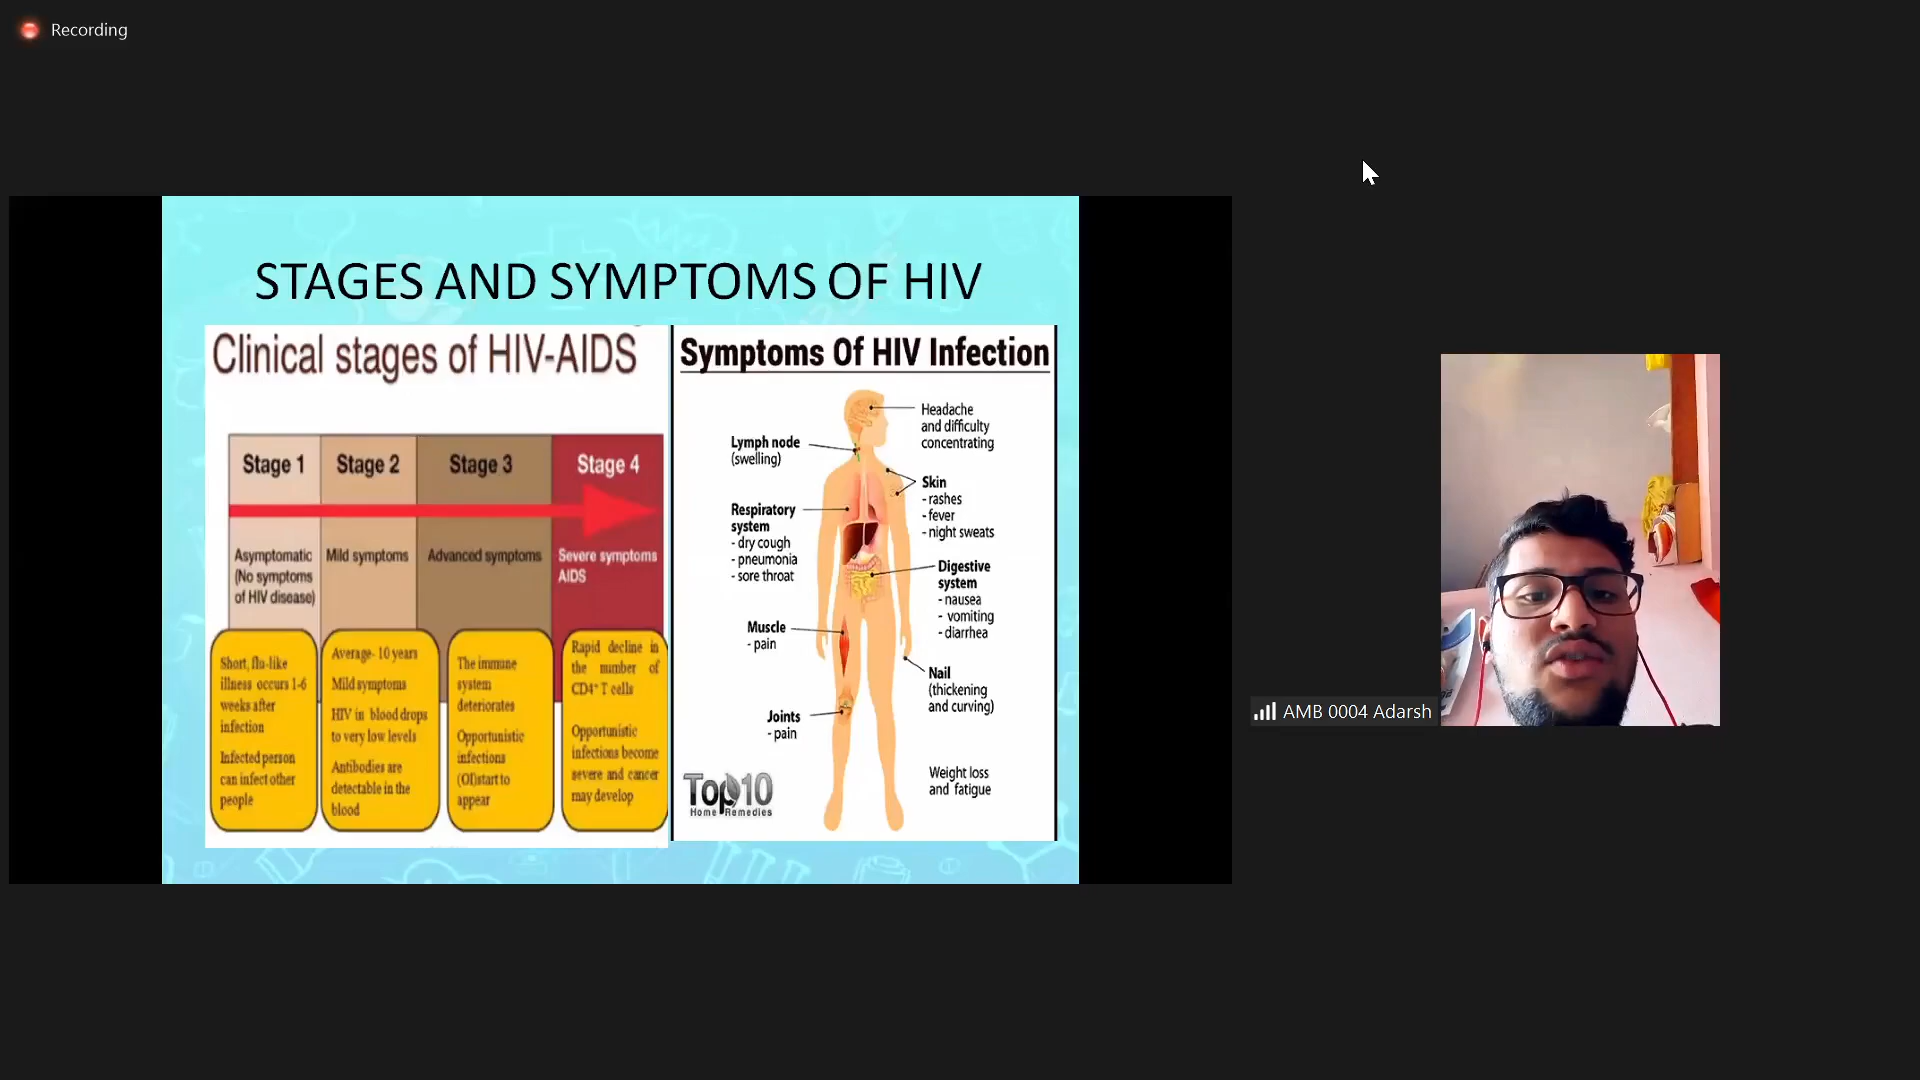 Recording
STAGES AND SYMPTOMS OF HIV
Clinical stages of HIV-AIDS
Stage 1
Stage 2
Stage 3
Stage 4
Asymptomatic
(No symptoms
of HIV disease)
Mild symptoms
Advanced symptoms
Severe symptoms
AIDS
Short, flu-like
illness occurs 1-6
weeks after
infection
Infected person
can infect other
people
Average- 10 years
Mild symptoms
HIV in blood drops
to very low levels
Antibodies are
detectable in the
blood
The immune
system
deteriorates
Opportunistic
infections
(OI)start to
appear
Rapid decline in
the number of
CD4+ T cells
Opportunistic
infections become
severe and cancer
may develop
Symptoms Of HIV Infection
Headache
and difficulty
concentrating
Lymph node
(swelling)
Skin
- rashes
- fever
- night sweats
Respiratory
system
- dry cough
- pneumonia
- sore throat
Digestive
system
- nausea
- vomiting
- diarrhea
Muscle
- pain
Nail
(thickening
and curving)
Joints
- pain
Weight loss
and fatigue
Top10
Home Remedies
AMB 0004 Adarsh